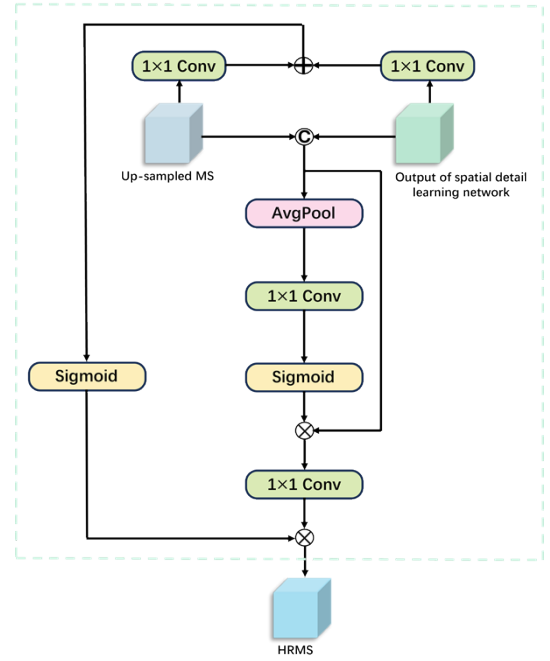 1×1 Conv
1×1 Conv
C
Up-sampled MS
Output of spatial detail
learning network
AvgPool
1×1 Conv
Sigmoid
Sigmoid
1×1 Conv
HRMS